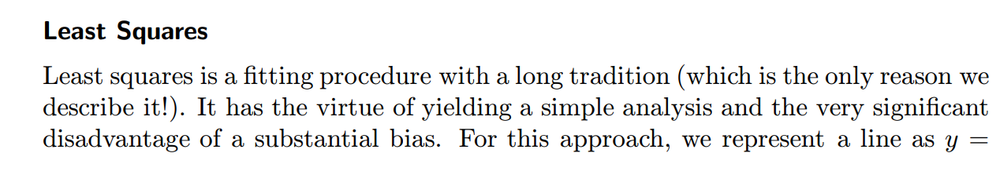 Least Squares
Least squares is a fitting procedure with a long tradition (which is the only reason we
describe it!). It has the virtue of yielding a simple analysis and the very significant
disadvantage of a substantial bias. For this approach, we represent a line as y =